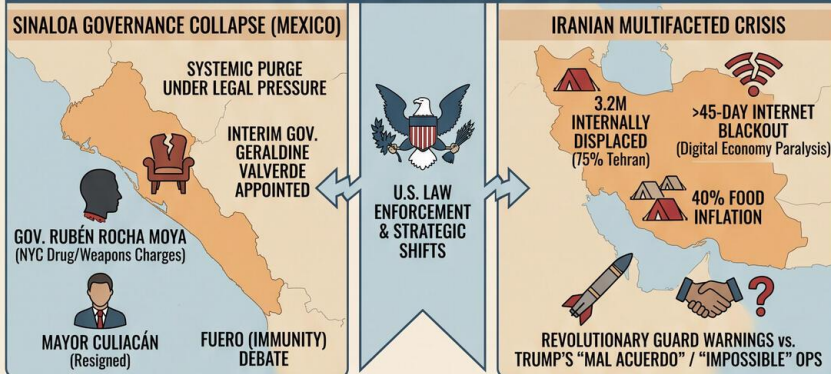 SINALOA GOVERNANCE COLLAPSE (MEXICO)
SYSTEMIC PURGE
UNDER LEGAL PRESSURE
INTERIM GOV.
GERALDINE
VALVERDE
APPOINTED
GOV. RUBÉN ROCHA MOYA
(NYC Drug/Weapons Charges)
MAYOR CULIACÁN
(Resigned)
FUERO (IMMUNITY)
DEBATE
U.S. LAW
ENFORCEMENT
& STRATEGIC
SHIFTS
IRANIAN MULTIFACETED CRISIS
3.2M
INTERNALLY
DISPLACED
(75% Tehran)
>45-DAY INTERNET
BLACKOUT
(Digital Economy Paralysis)
40% FOOD
INFLATION
?
REVOLUTIONARY GUARD WARNINGS vs.
TRUMP'S “MAL ACUERDO” / “IMPOSSIBLE” OPS